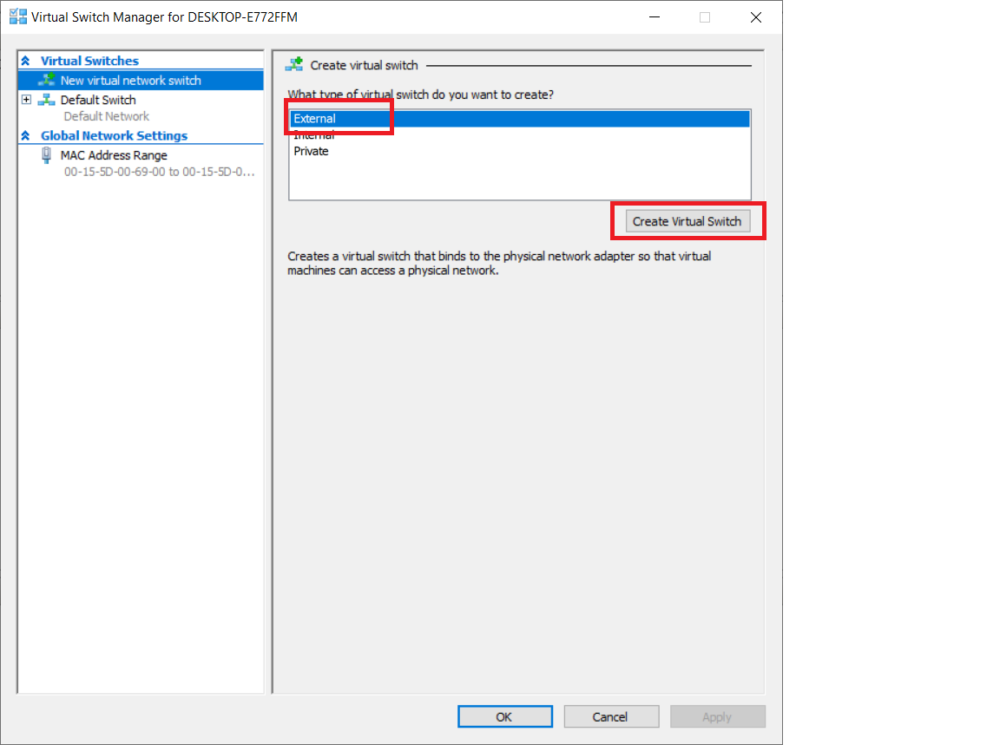 Virtual Switch Manager for DESKTOP-E772FFM
Virtual Switches
New virtual network switch
Default Switch
Default Network
Global Network Settings
MAC Address Range
00-15-5D-00-69-00 to 00-15-5D-0...
Create virtual switch
What type of virtual switch do you want to create?
External
Internal
Private
Create Virtual Switch
Creates a virtual switch that binds to the physical network adapter so that virtual
machines can access a physical network.
OK
Cancel
Apply